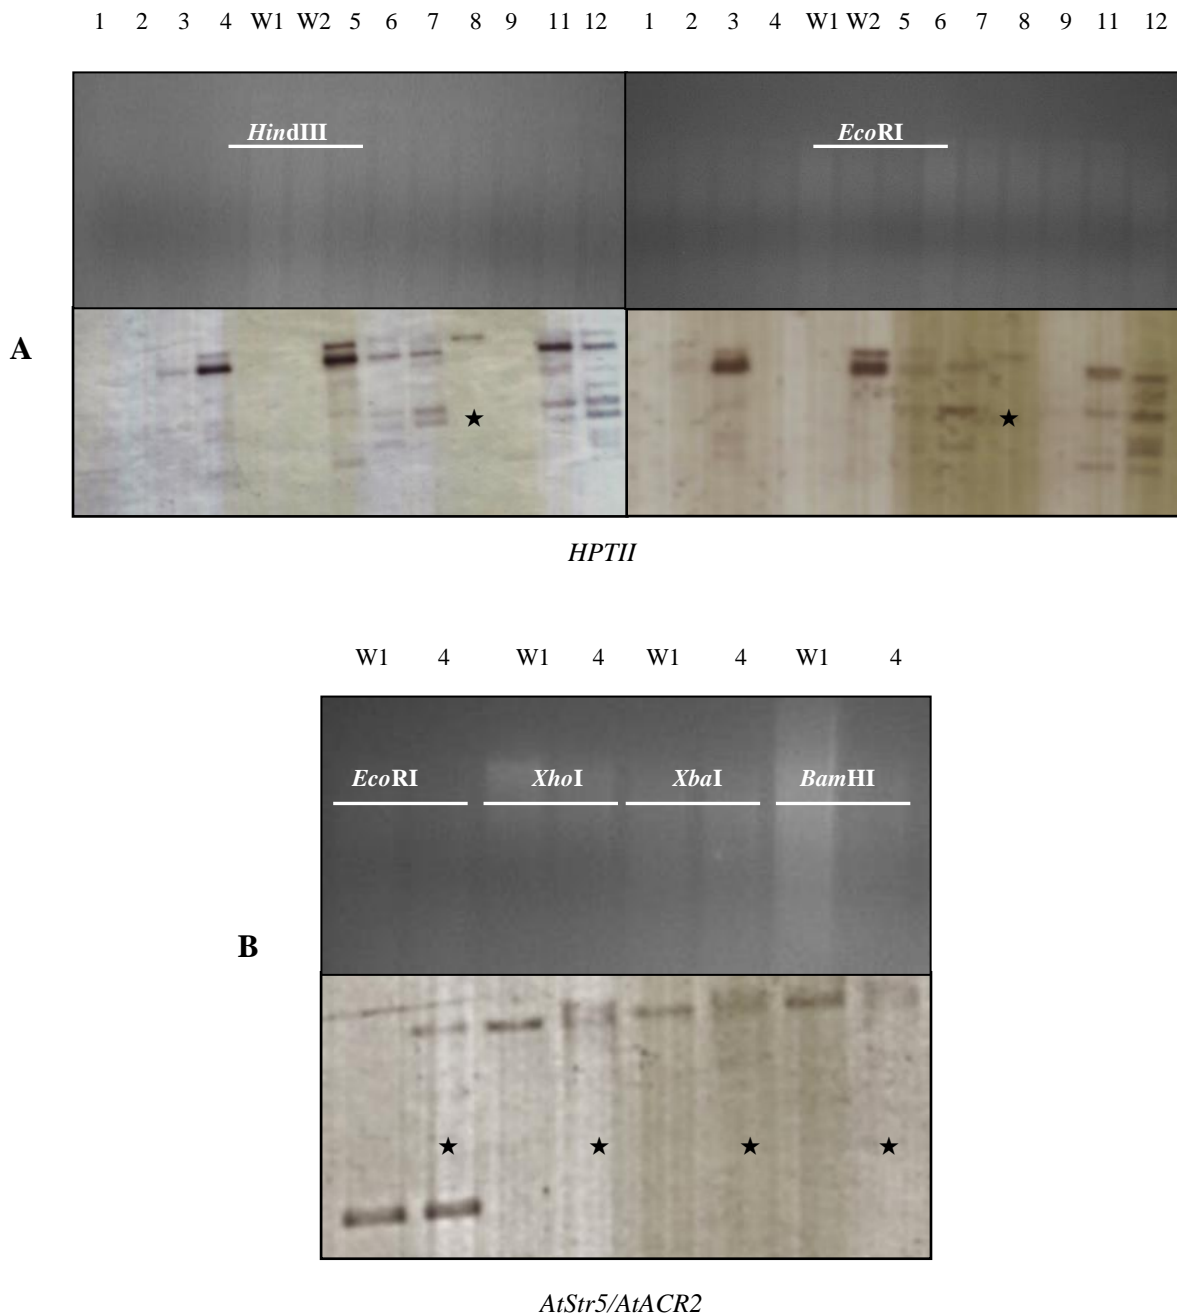 1 2 3 4 W1 W2 5 6 7 8 9 11 12 1 2 3 4 W1 W2 5 6 7 8 9 11 12
HindIII EcoRI
A
HPTII
W1 4 W1 4 W1 4 W1 4
EcoRI XhoI XbaI BamHI
B
AtStr5/AtACR2